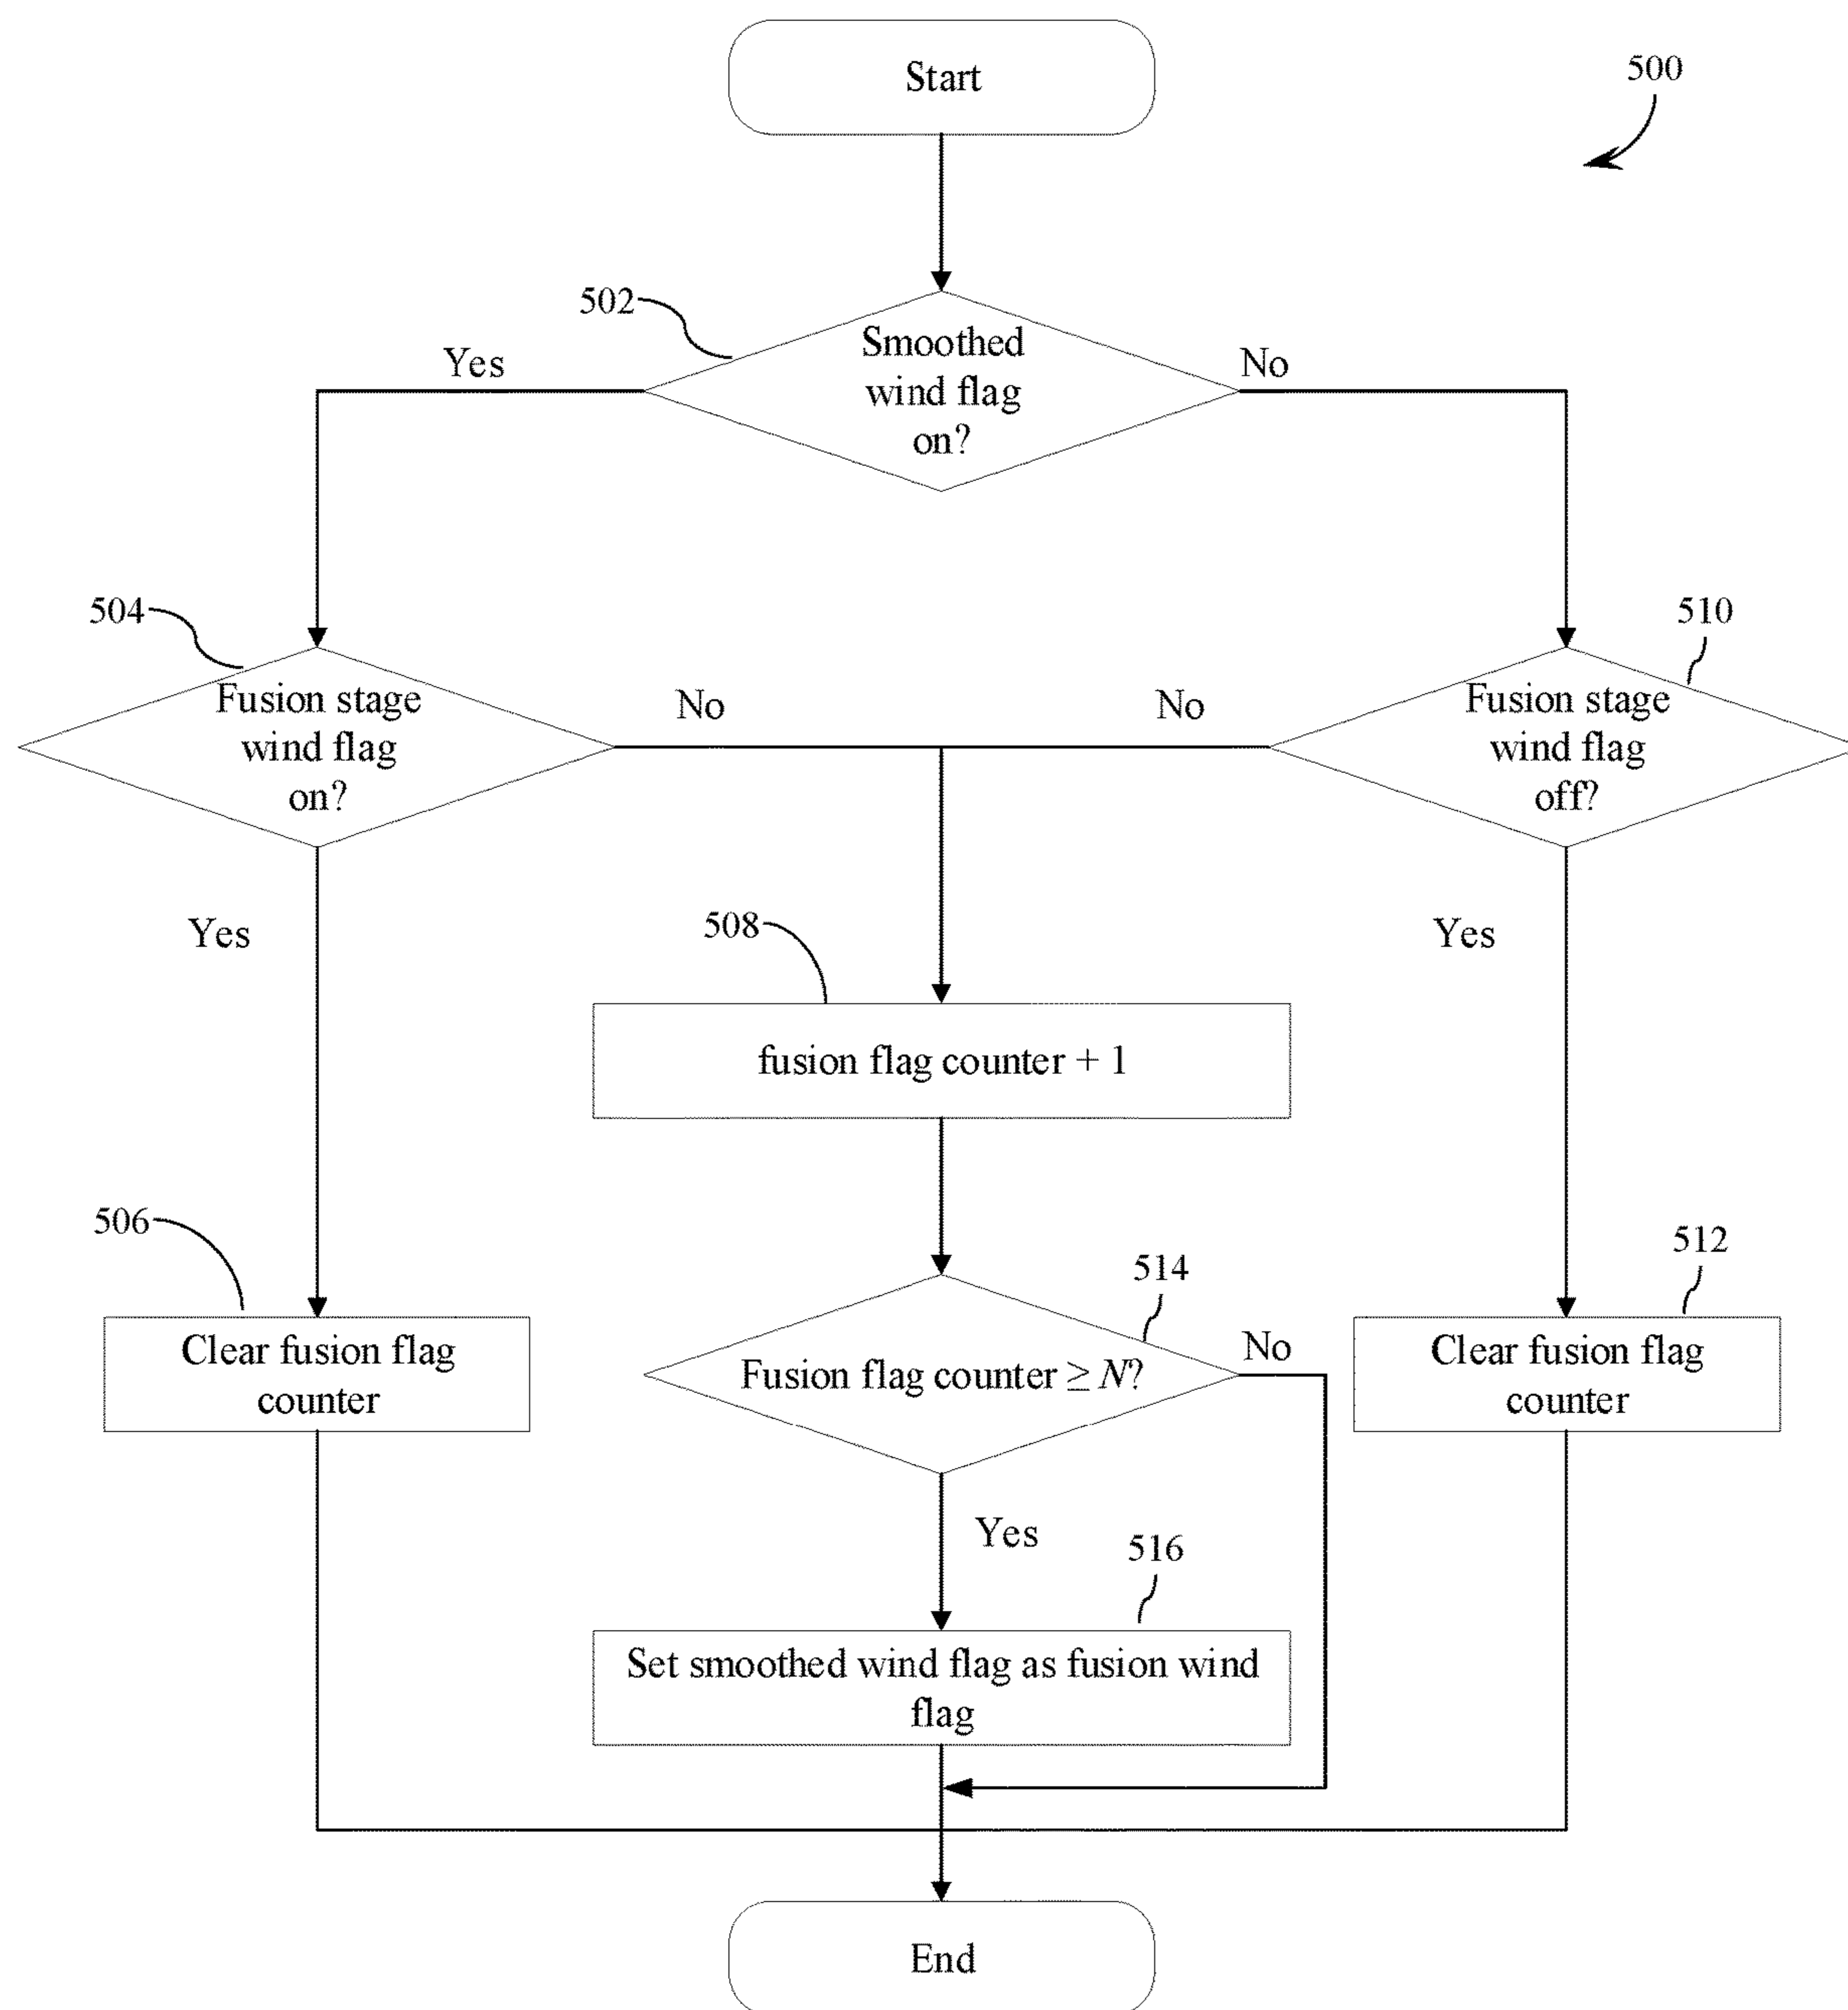 Start
500
502
Smoothed
wind flag
on?
Yes
No
504
510
Fusion stage
wind flag
on?
No
No
Fusion stage
wind flag
off?
Yes
508
Yes
fusion flag counter + 1
506
514
512
Clear fusion flag
counter
Fusion flag counter ≥ N?
No
Clear fusion flag
counter
Yes
516
Set smoothed wind flag as fusion wind
flag
End